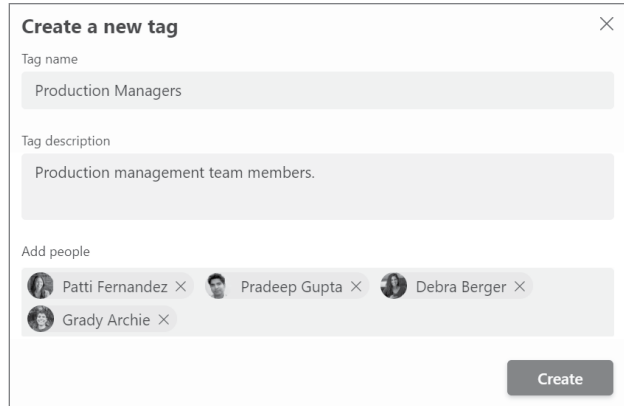 Create a new tag
Tag name
Production Managers
Tag description
Production management team members.
Add people
Patti Fernandez Pradeep Gupta Debra Berger
Grady Archie
Create